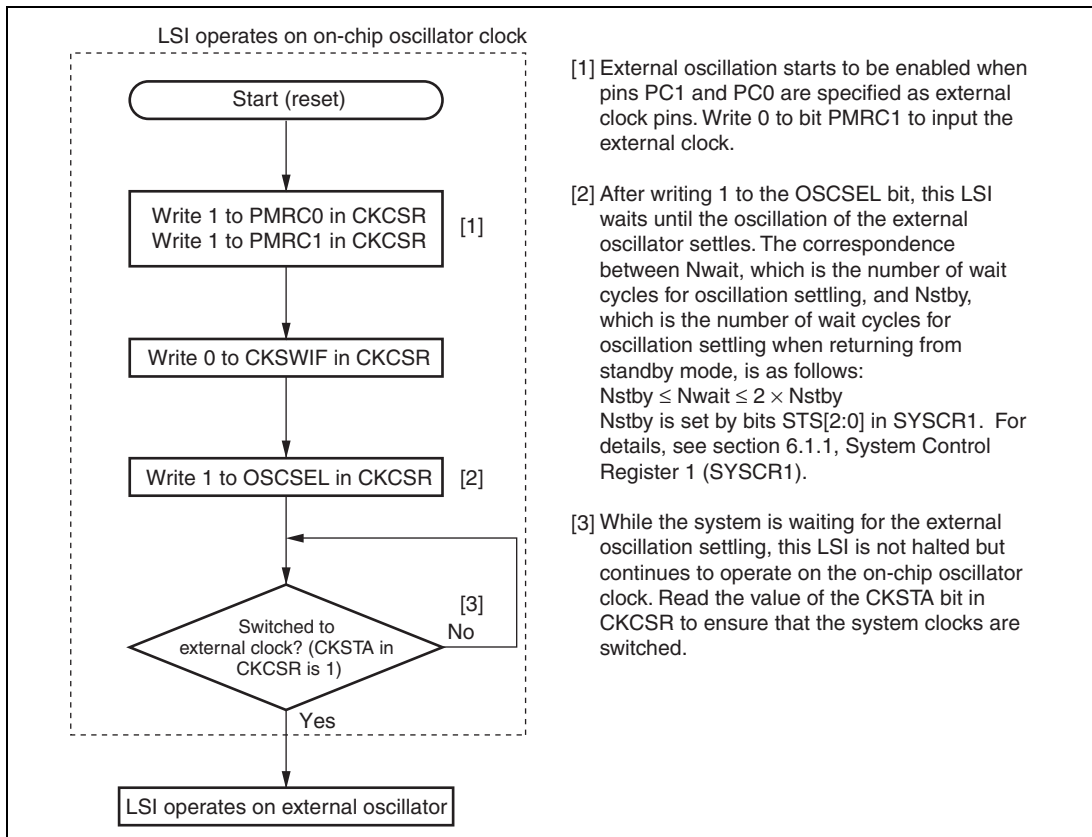 LSI operates on on-chip oscillator clock
Start (reset)
Write 1 to PMRC0 in CKCSR
Write 1 to PMRC1 in CKCSR
[1]
Write 0 to CKSWIF in CKCSR
Write 1 to OSCSEL in CKCSR
[2]
[3]
Switched to
external clock? (CKSTA in
CKCSR is 1)
No
Yes
LSI operates on external oscillator
[1] External oscillation starts to be enabled when
pins PC1 and PC0 are specified as external
clock pins. Write 0 to bit PMRC1 to input the
external clock.
[2] After writing 1 to the OSCSEL bit, this LSI
waits until the oscillation of the external
oscillator settles. The correspondence
between Nwait, which is the number of wait
cycles for oscillation settling, and Nstby,
which is the number of wait cycles for
oscillation settling when returning from
standby mode, is as follows:
Nstby ≤ Nwait ≤ 2 × Nstby
Nstby is set by bits STS[2:0] in SYSCR1. For
details, see section 6.1.1, System Control
Register 1 (SYSCR1).
[3] While the system is waiting for the external
oscillation settling, this LSI is not halted but
continues to operate on the on-chip oscillator
clock. Read the value of the CKSTA bit in
CKCSR to ensure that the system clocks are
switched.